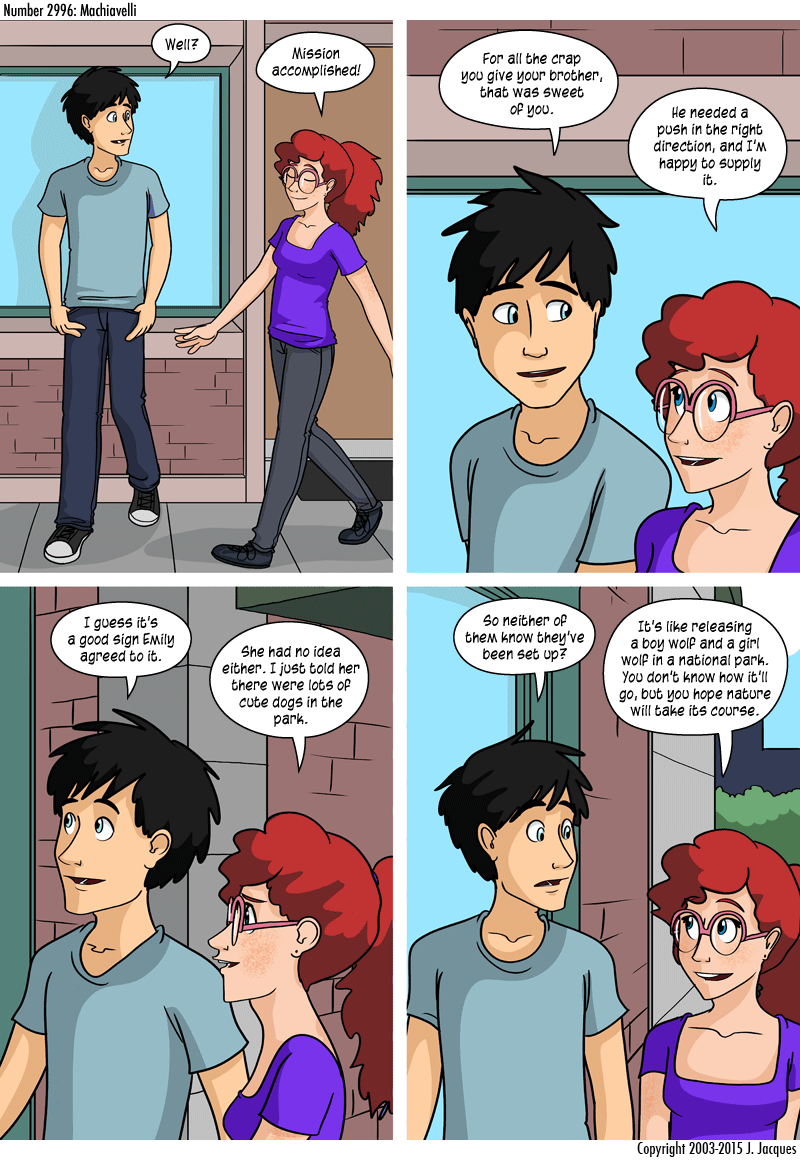 Number 2996: Machiavelli
Well?
Mission
accomplished!
For all the crap
you give your brother,
that was sweet
of you.
He needed a
push in the right
direction, and I'm
happy to supply
it.
I guess it's
a good sign Emily
agreed to it.
She had no idea
either. I just told her
there were lots of
cute dogs in the
park.
So neither of
them know they've
been set up?
It's like releasing
a boy wolf and a girl
wolf in a national park.
You don't know how it'll
go, but you hope nature
will take its course.
Copyright 2003-2015 J. Jacques